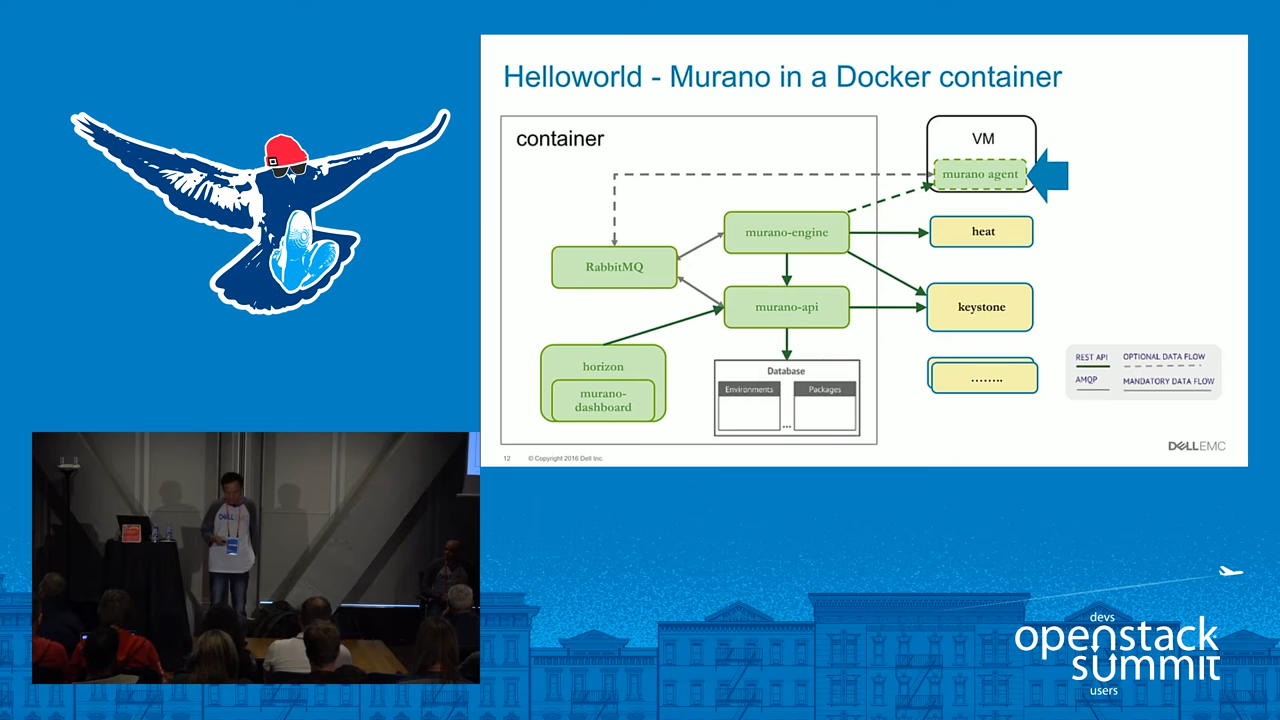 Helloworld - Murano in a Docker container
container
VM
murano agent
murano-engine
heat
RabbitMQ
murano-api
keystone
horizon
murano-
dashboard
Database
Environments
Packages
...
........
REST API
OPTIONAL DATA FLOW
AMQP
MANDATORY DATA FLOW
12
© Copyright 2016 Dell Inc.
DELLEMC
DELLEMC
devs
openstack
summit
users